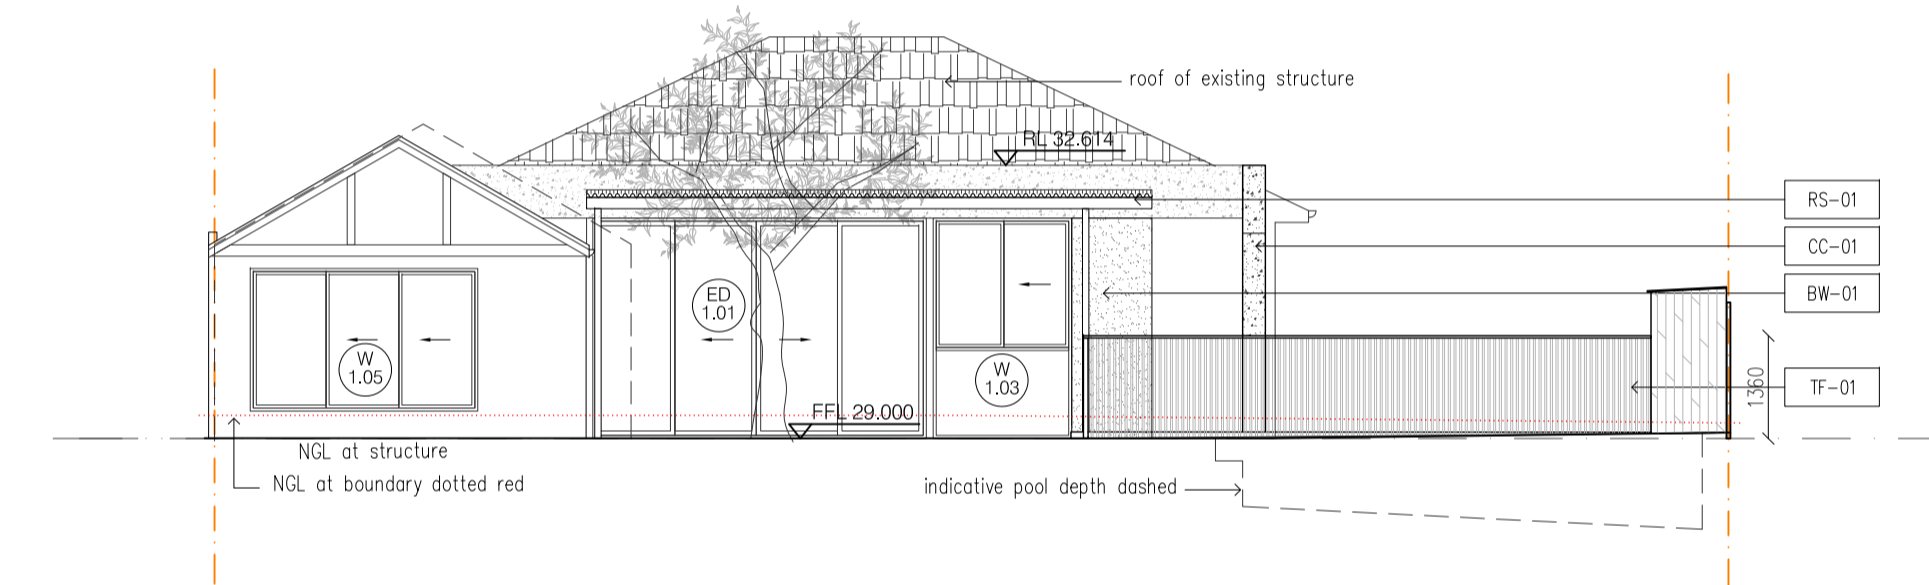 roof of existing structure
RL 32.614
RS-01
CC-01
BW-01
ED
1.01
W
1.05
W
1.03
1360
TF-01
FFL 29.000
NGL at structure
NGL at boundary dotted red
indicative pool depth dashed